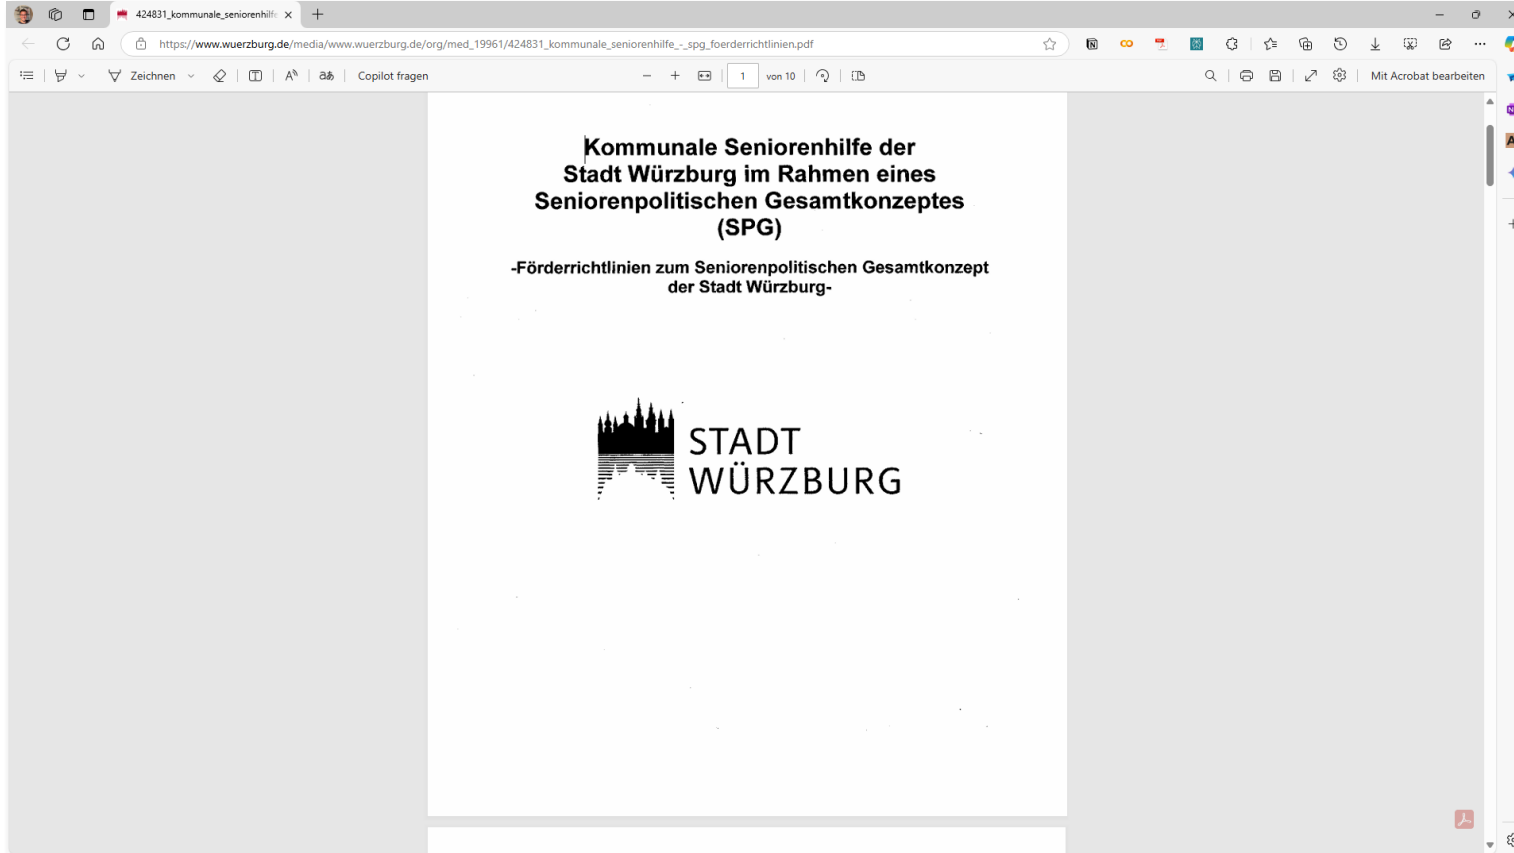 424831_kommunale_seniorenhilfe
https://www.wuerzburg.de/media/www.wuerzburg.de/org/med_19961/424831_kommunale_seniorenhilfe_-_spg_foerderrichtlinien.pdf
Zeichnen
Copilot fragen
1 von 10
Mit Acrobat bearbeiten
Kommunale Seniorenhilfe der
Stadt Würzburg im Rahmen eines
Seniorenpolitischen Gesamtkonzeptes
(SPG)
-Förderrichtlinien zum Seniorenpolitischen Gesamtkonzept
der Stadt Würzburg-
STADT
WÜRZBURG